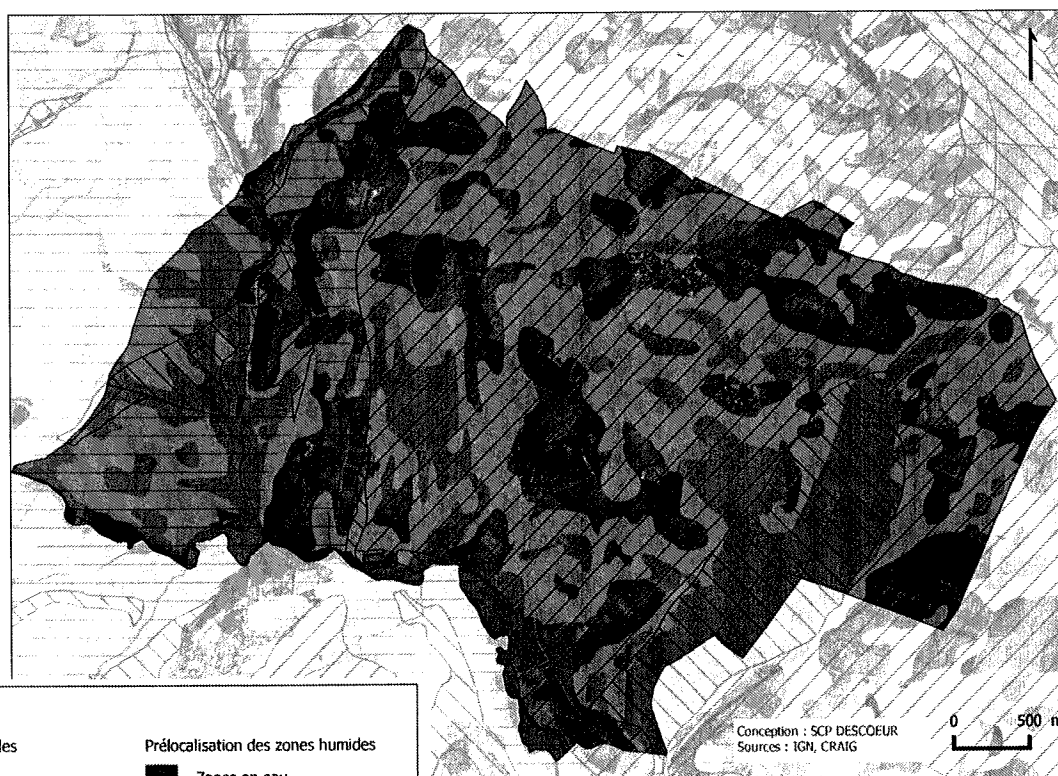 Conception : SCP DESCOEUR
Sources : IGN, CRAIG
0 500 m
Prélocalisation des zones humides
Zones en eau